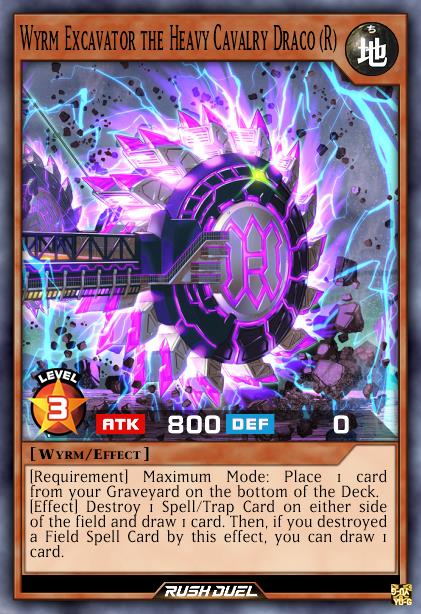 Wyrm Excavator the Heavy Cavalry Draco (R)
ち
地
LEVEL
3
ATK 800 DEF 0
[Wyrm/Effect]
[Requirement] Maximum Mode: Place 1 card
from your Graveyard on the bottom of the Deck.
[Effect] Destroy 1 Spell/Trap Card on either side
of the field and draw 1 card. Then, if you destroyed
a Field Spell Card by this effect, you can draw 1
card.
RUSH DUEL